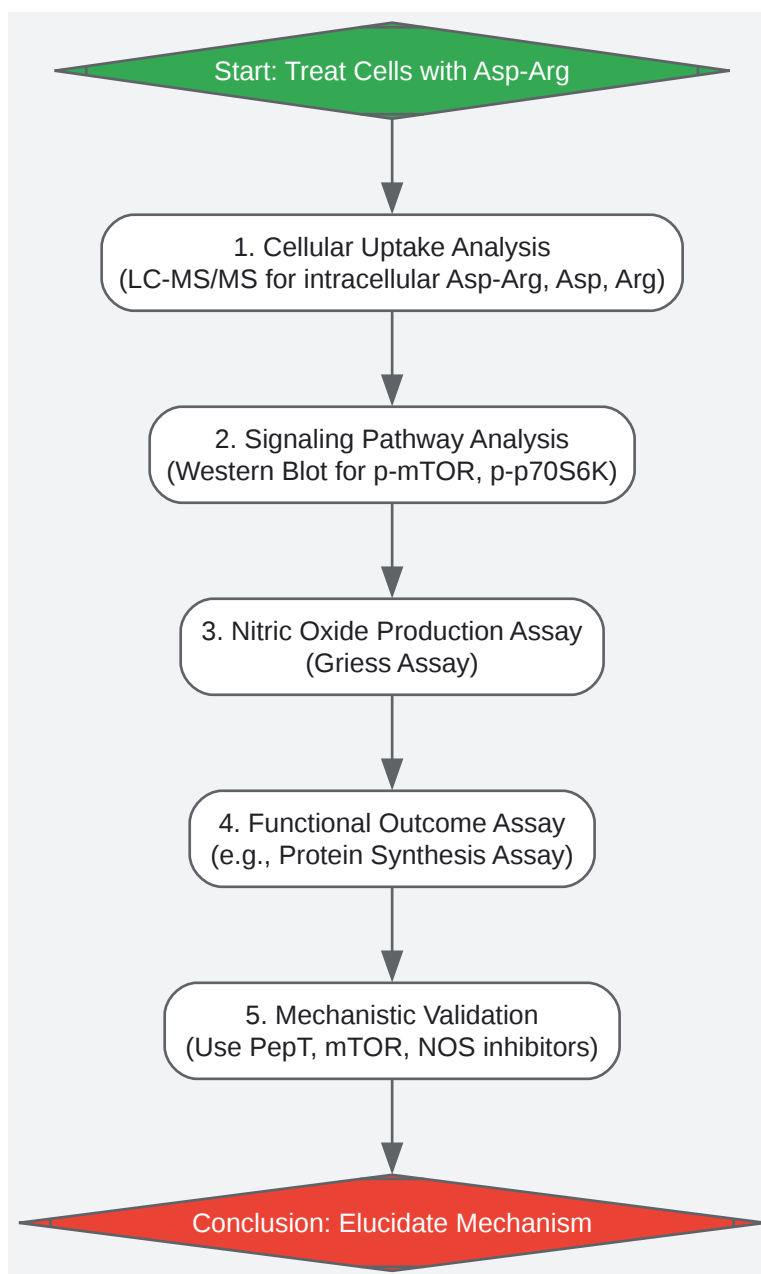 Start: Treat Cells with Asp-Arg
1. Cellular Uptake Analysis
(LC-MS/MS for intracellular Asp-Arg, Asp, Arg)
2. Signaling Pathway Analysis
(Western Blot for p-mTOR, p-p70S6K)
3. Nitric Oxide Production Assay
(Griess Assay)
4. Functional Outcome Assay
(e.g., Protein Synthesis Assay)
5. Mechanistic Validation
(Use PepT, mTOR, NOS inhibitors)
Conclusion: Elucidate Mechanism